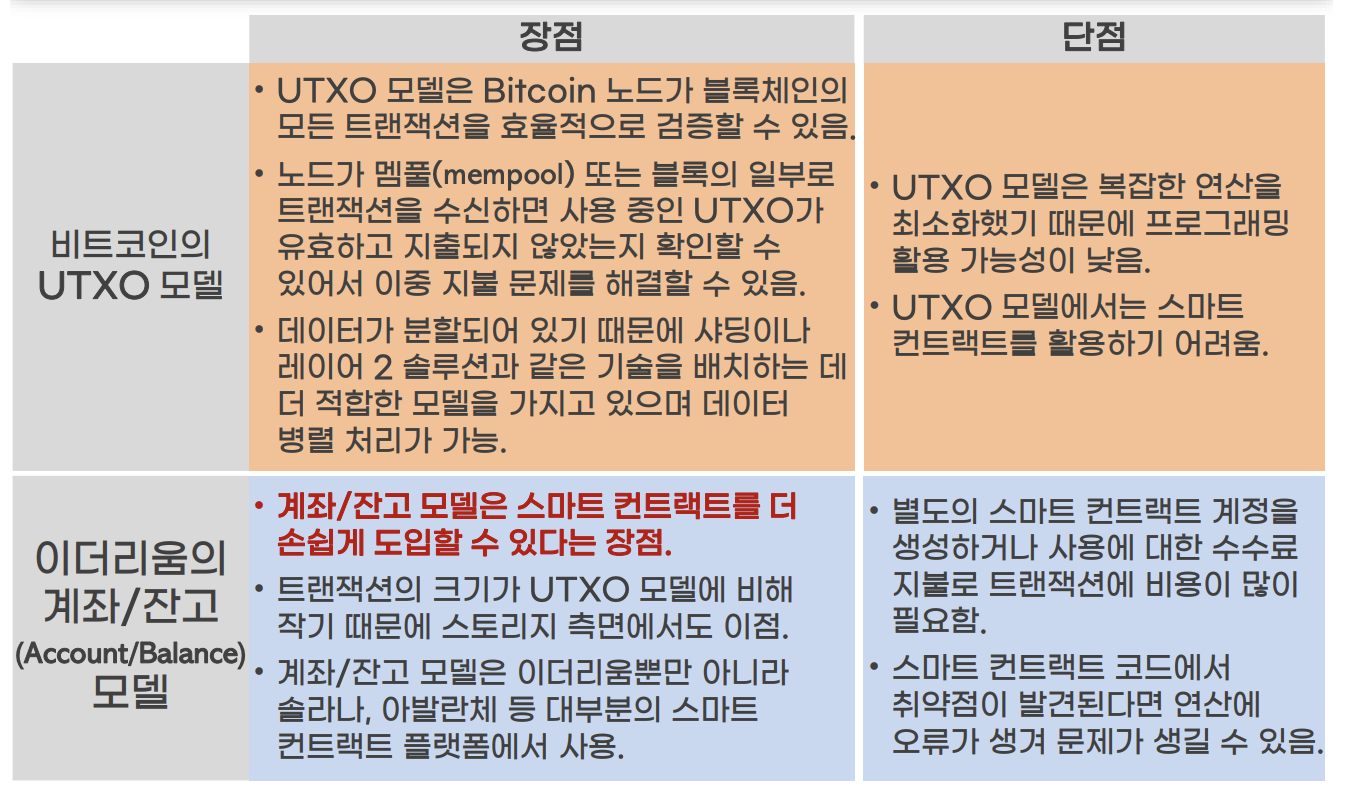 장점
단점
비트코인의
UTXO 모델
• UTXO 모델은 Bitcoin 노드가 블록체인의
모든 트랜잭션을 효율적으로 검증할 수 있음.
• 노드가 멤풀(mempool) 또는 블록의 일부로
트랜잭션을 수신하면 사용 중인 UTXO가
유효하고 지출되지 않았는지 확인할 수
있어서 이중 지불 문제를 해결할 수 있음.
• 데이터가 분할되어 있기 때문에 샤딩이나
레이어 2 솔루션과 같은 기술을 배치하는 데
더 적합한 모델을 가지고 있으며 데이터
병렬 처리가 가능.
• UTXO 모델은 복잡한 연산을
최소화했기 때문에 프로그래밍
활용 가능성이 낮음.
• UTXO 모델에서는 스마트
컨트랙트를 활용하기 어려움.
이더리움의
계좌/잔고
(Account/Balance)
모델
• 계좌/잔고 모델은 스마트 컨트랙트를 더
손쉽게 도입할 수 있다는 장점.
• 트랜잭션의 크기가 UTXO 모델에 비해
작기 때문에 스토리지 측면에서도 이점.
• 계좌/잔고 모델은 이더리움뿐만 아니라
솔라나, 아발란체 등 대부분의 스마트
컨트랙트 플랫폼에서 사용.
• 별도의 스마트 컨트랙트 계정을
생성하거나 사용에 대한 수수료
지불로 트랜잭션에 비용이 많이
필요함.
• 스마트 컨트랙트 코드에서
취약점이 발견된다면 연산에
오류가 생겨 문제가 생길 수 있음.